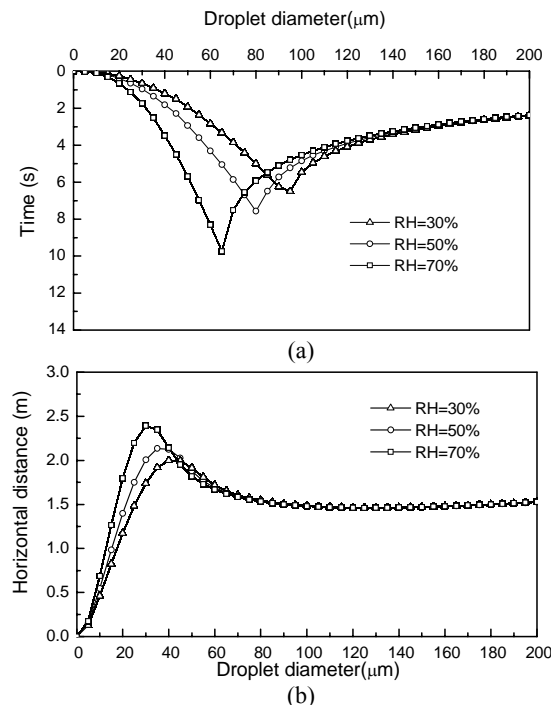 Droplet diameter(μm)
0 20 40 60 80 100 120 140 160 180 200
0
2
4
6
8
10
12
14
Time (s)
RH=30%
RH=50%
RH=70%
(a)
3.0
2.5
2.0
1.5
1.0
0.5
0.0
Horizontal distance (m)
RH=30%
RH=50%
RH=70%
0 20 40 60 80 100 120 140 160 180 200
Droplet diameter(μm)
(b)